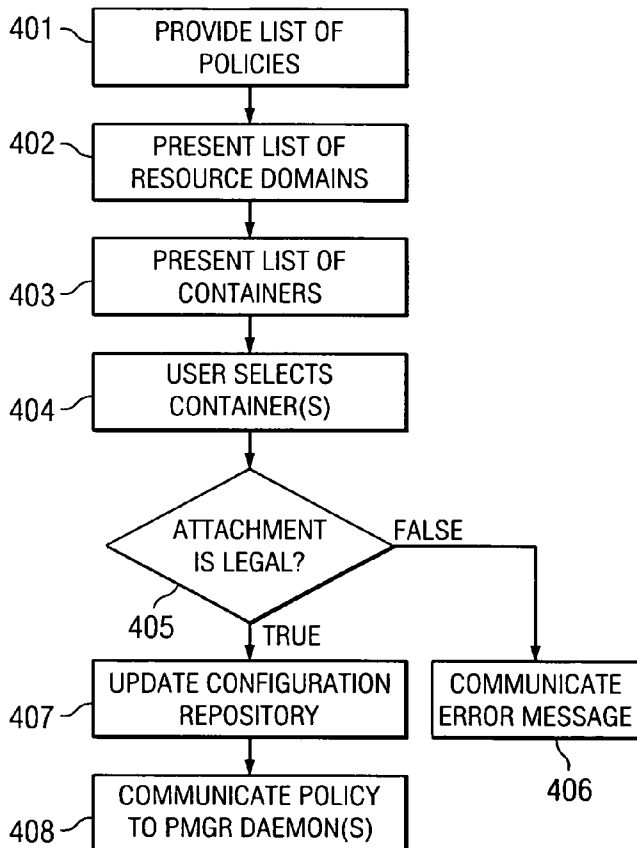 401
PROVIDE LIST OF
POLICIES
402
PRESENT LIST OF
RESOURCE DOMAINS
403
PRESENT LIST OF
CONTAINERS
404
USER SELECTS
CONTAINER(S)
ATTACHMENT
IS LEGAL?
FALSE
405
TRUE
407
UPDATE CONFIGURATION
REPOSITORY
COMMUNICATE
ERROR MESSAGE
406
408
COMMUNICATE POLICY
TO PMGR DAEMON(S)